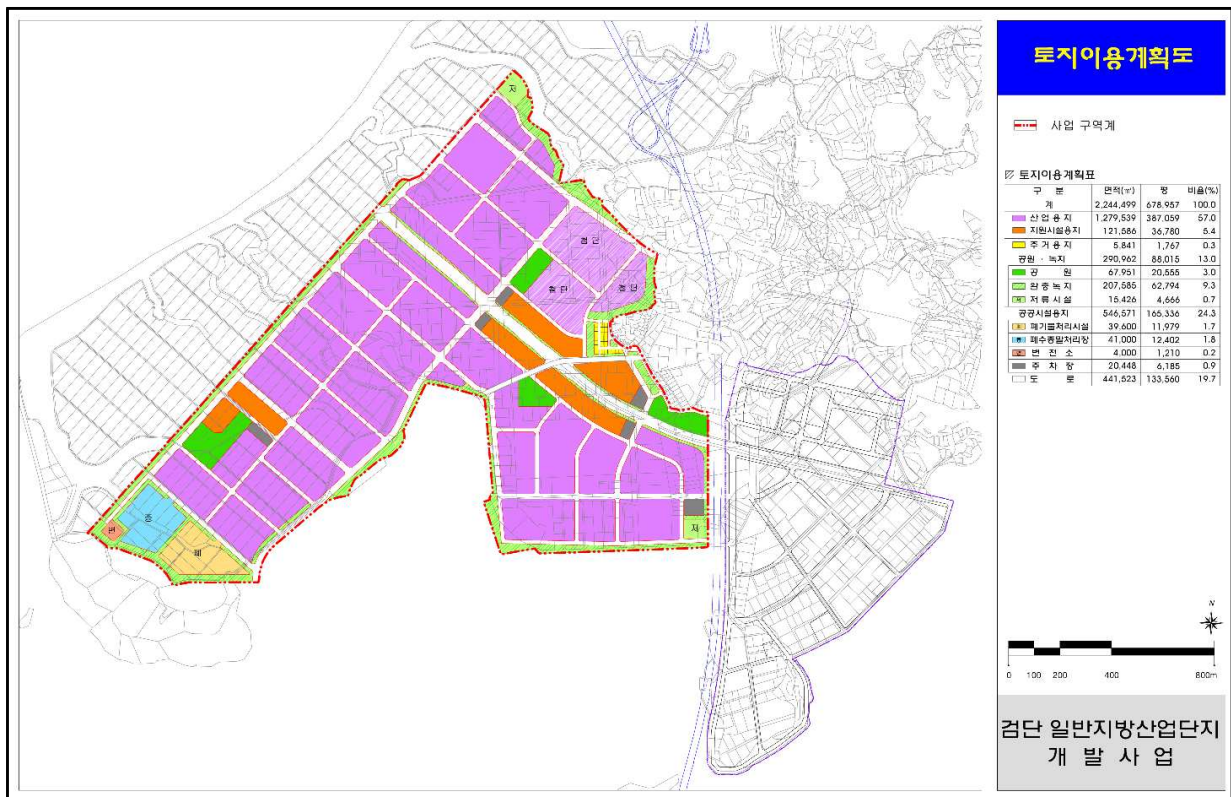 토지이용계획도
사업 구역계
토지이용계획표
구 분 면적(㎡) 평 비율(%)
계 2,244,499 678,957 100.0
산업용지 1,279,539 387,059 57.0
지원시설용지 121,586 36,780 5.4
주거용지 5,841 1,767 0.3
공원·녹지 290,962 88,015 13.0
공 원 67,951 20,555 3.0
완충녹지 207,585 62,794 9.3
저 저류시설 15,426 4,666 0.7
공공시설용지 546,571 165,336 24.3
폐기물처리시설 39,600 11,979 1.7
종 폐수종말처리장 41,000 12,402 1.8
변 변전소 4,000 1,210 0.2
주 차 장 20,448 6,185 0.9
도 로 441,523 133,560 19.7
저
첨단
첨단
첨단
저
종
변
폐
N
0 100 200 400 800m
검단 일반지방산업단지
개 발 사 업